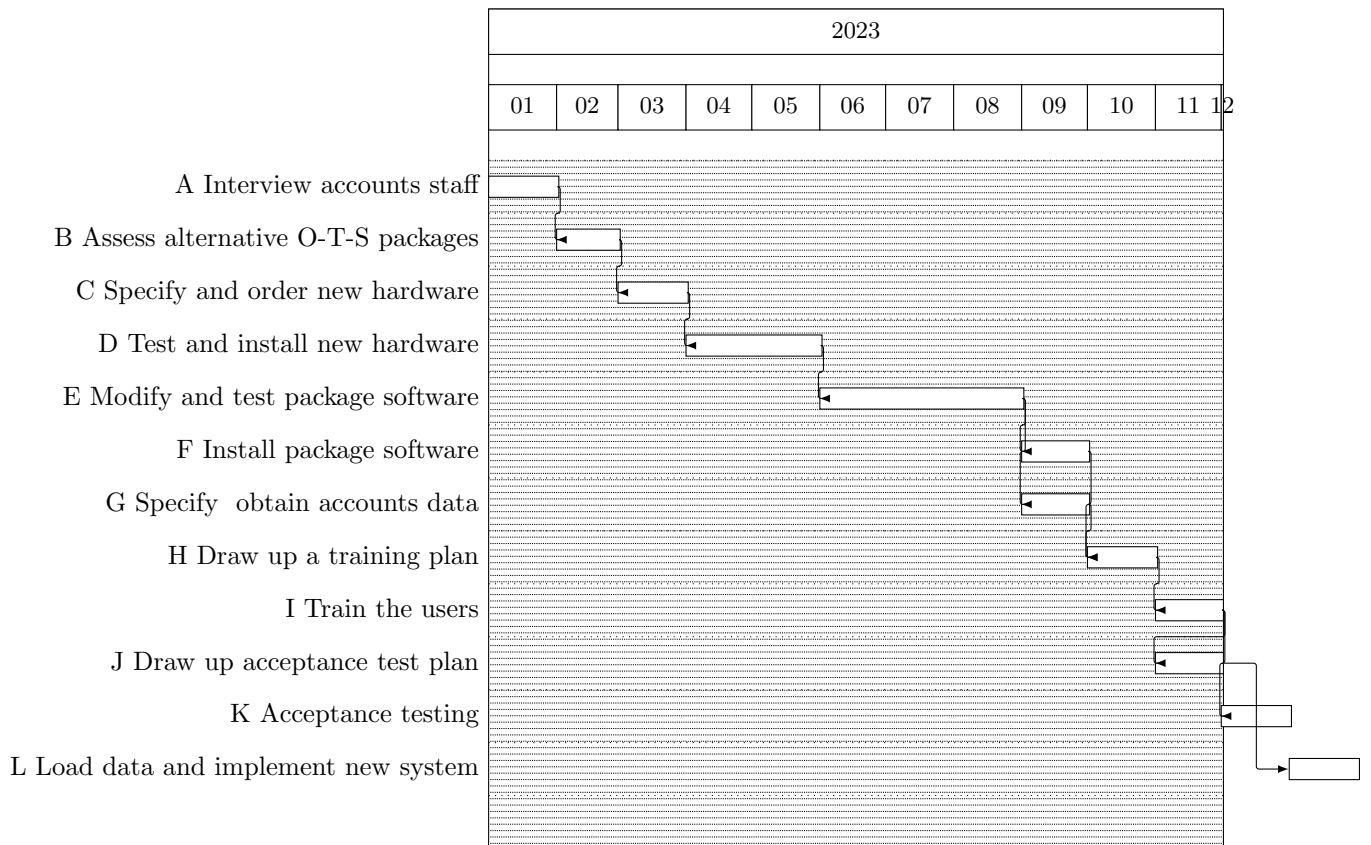 2023
01 02 03 04 05 06 07 08 09 10 11 12
A Interview accounts staff
B Assess alternative O-T-S packages
C Specify and order new hardware
D Test and install new hardware
E Modify and test package software
F Install package software
G Specify  obtain accounts data
H Draw up a training plan
I Train the users
J Draw up acceptance test plan
K Acceptance testing
L Load data and implement new system